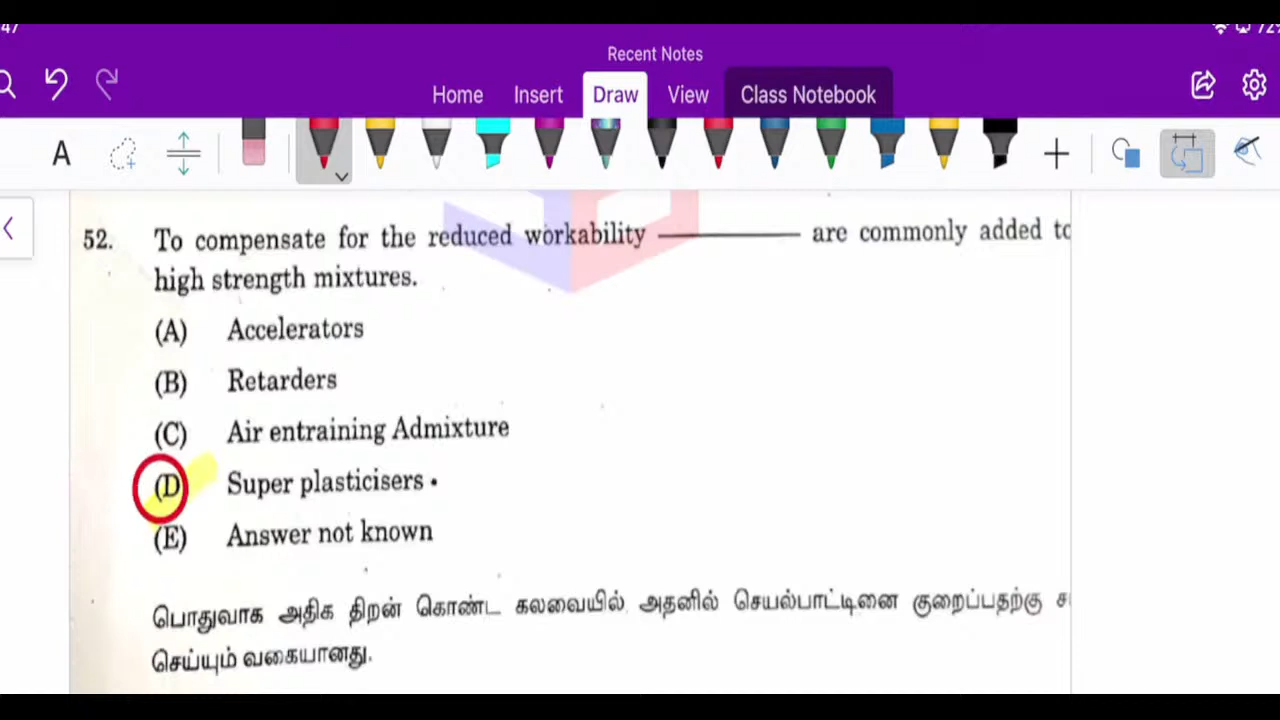 47
72%
Recent Notes
Home Insert Draw View Class Notebook
A
52. To compensate for the reduced workability ———— are commonly added to
high strength mixtures.
(A) Accelerators
(B) Retarders
(C) Air entraining Admixture
(D Super plasticisers
(E) Answer not known
பொதுவாக அதிக திறன் கொண்ட கலவையில் அதனில் செயல்பாட்டினை குறைப்பதற்கு
செய்யும் வகையானது.